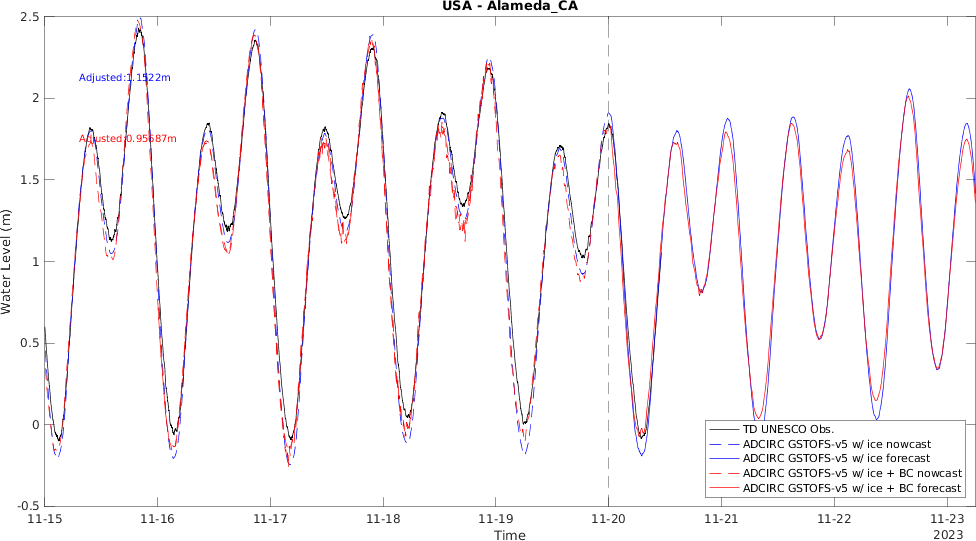 USA - Alameda_CA
2.5
2
1.5
1
0.5
0
-0.5
Water Level (m)
Adjusted:1.1522m
Adjusted:0.95687m
TD UNESCO Obs.
ADCIRC GSTOFS-v5 w/ ice nowcast
ADCIRC GSTOFS-v5 w/ ice forecast
ADCIRC GSTOFS-v5 w/ ice + BC nowcast
ADCIRC GSTOFS-v5 w/ ice + BC forecast
11-15 11-16 11-17 11-18 11-19 11-20 11-21 11-22 11-23
Time 2023